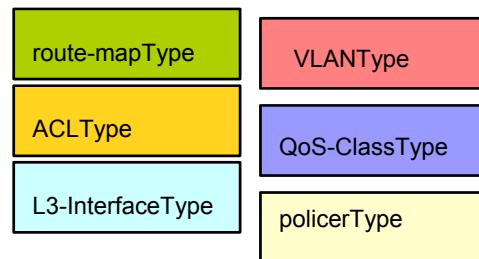 route-mapType
VLANType
ACLType
QoS-ClassType
L3-InterfaceType
policerType